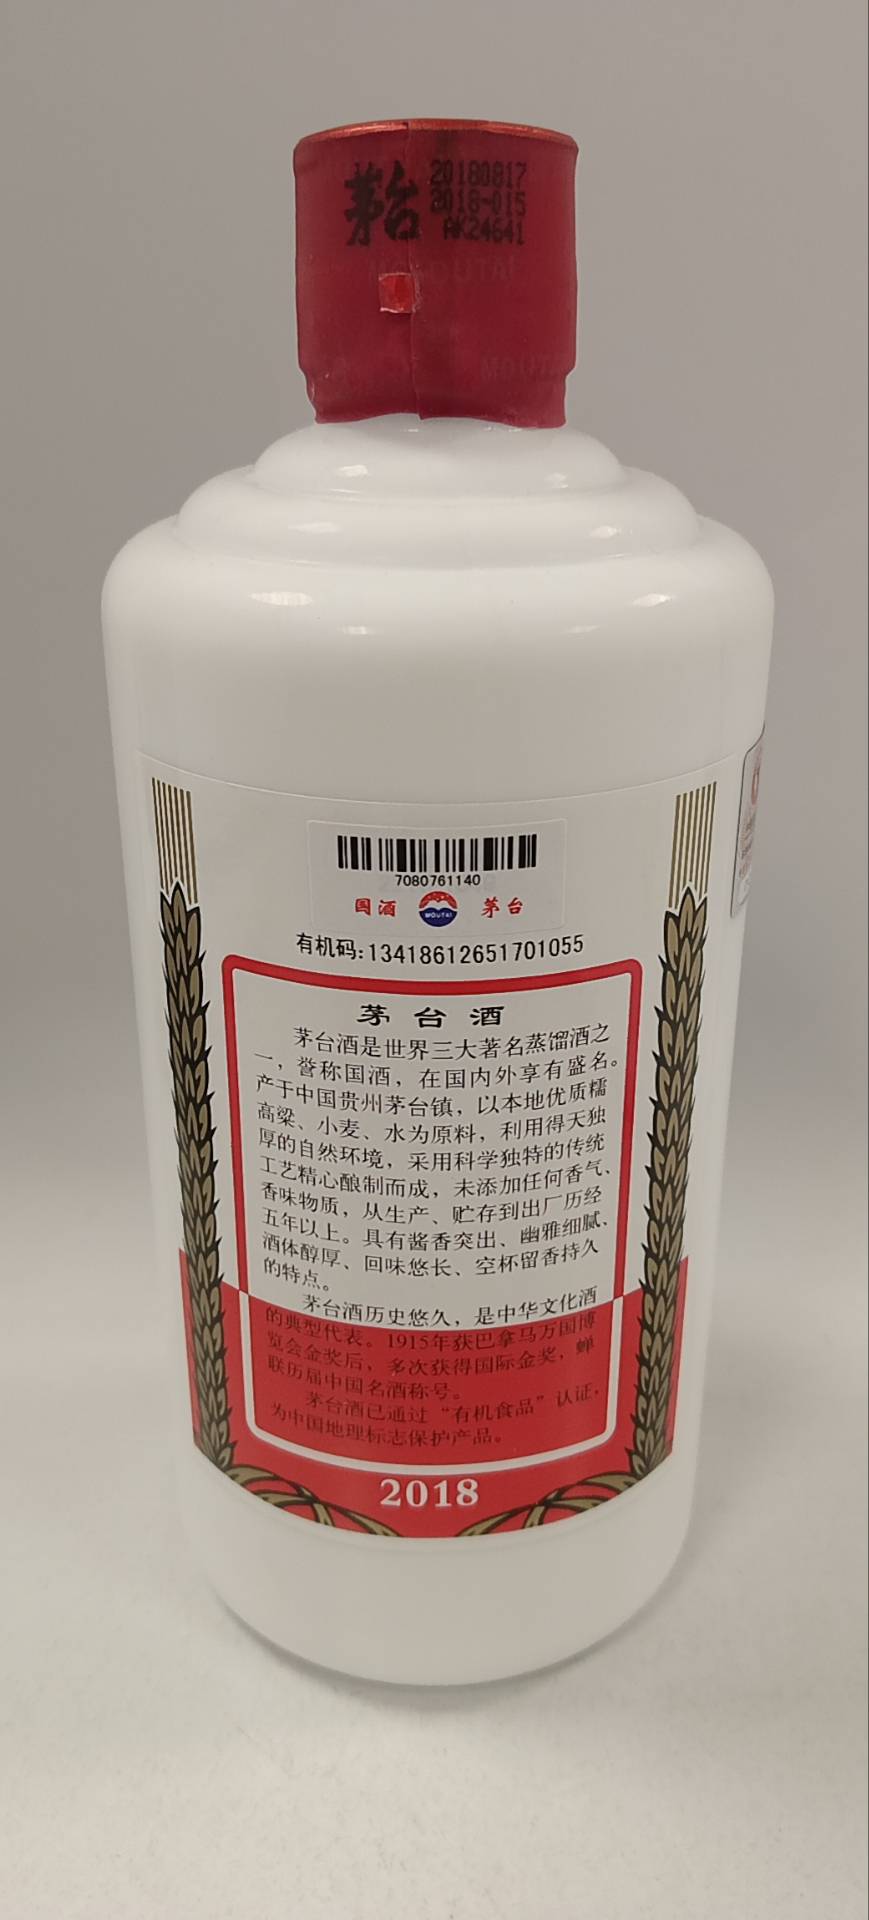 茅台
20180817
2018-015
AK24641
MOUTAI
MOUTAI
7080761140
国酒
MOUTAI
茅台
有机码:13418612651701055
茅台酒
茅台酒是世界三大著名蒸馏酒之
一，誉称国酒，在国内外享有盛名。
产于中国贵州茅台镇，以本地优质糯
高粱、小麦、水为原料，利用得天独
厚的自然环境，采用科学独特的传统
工艺精心酿制而成，未添加任何香气、
香味物质，从生产、贮存到出厂历经
五年以上。具有酱香突出、幽雅细腻、
酒体醇厚、回味悠长、空杯留香持久
的特点。
茅台酒历史悠久，是中华文化酒
的典型代表。1915年获巴拿马万国博
览会金奖后，多次获得国际金奖，蝉
联历届中国名酒称号。
茅台酒已通过“有机食品”认证，
为中国地理标志保护产品。
2018